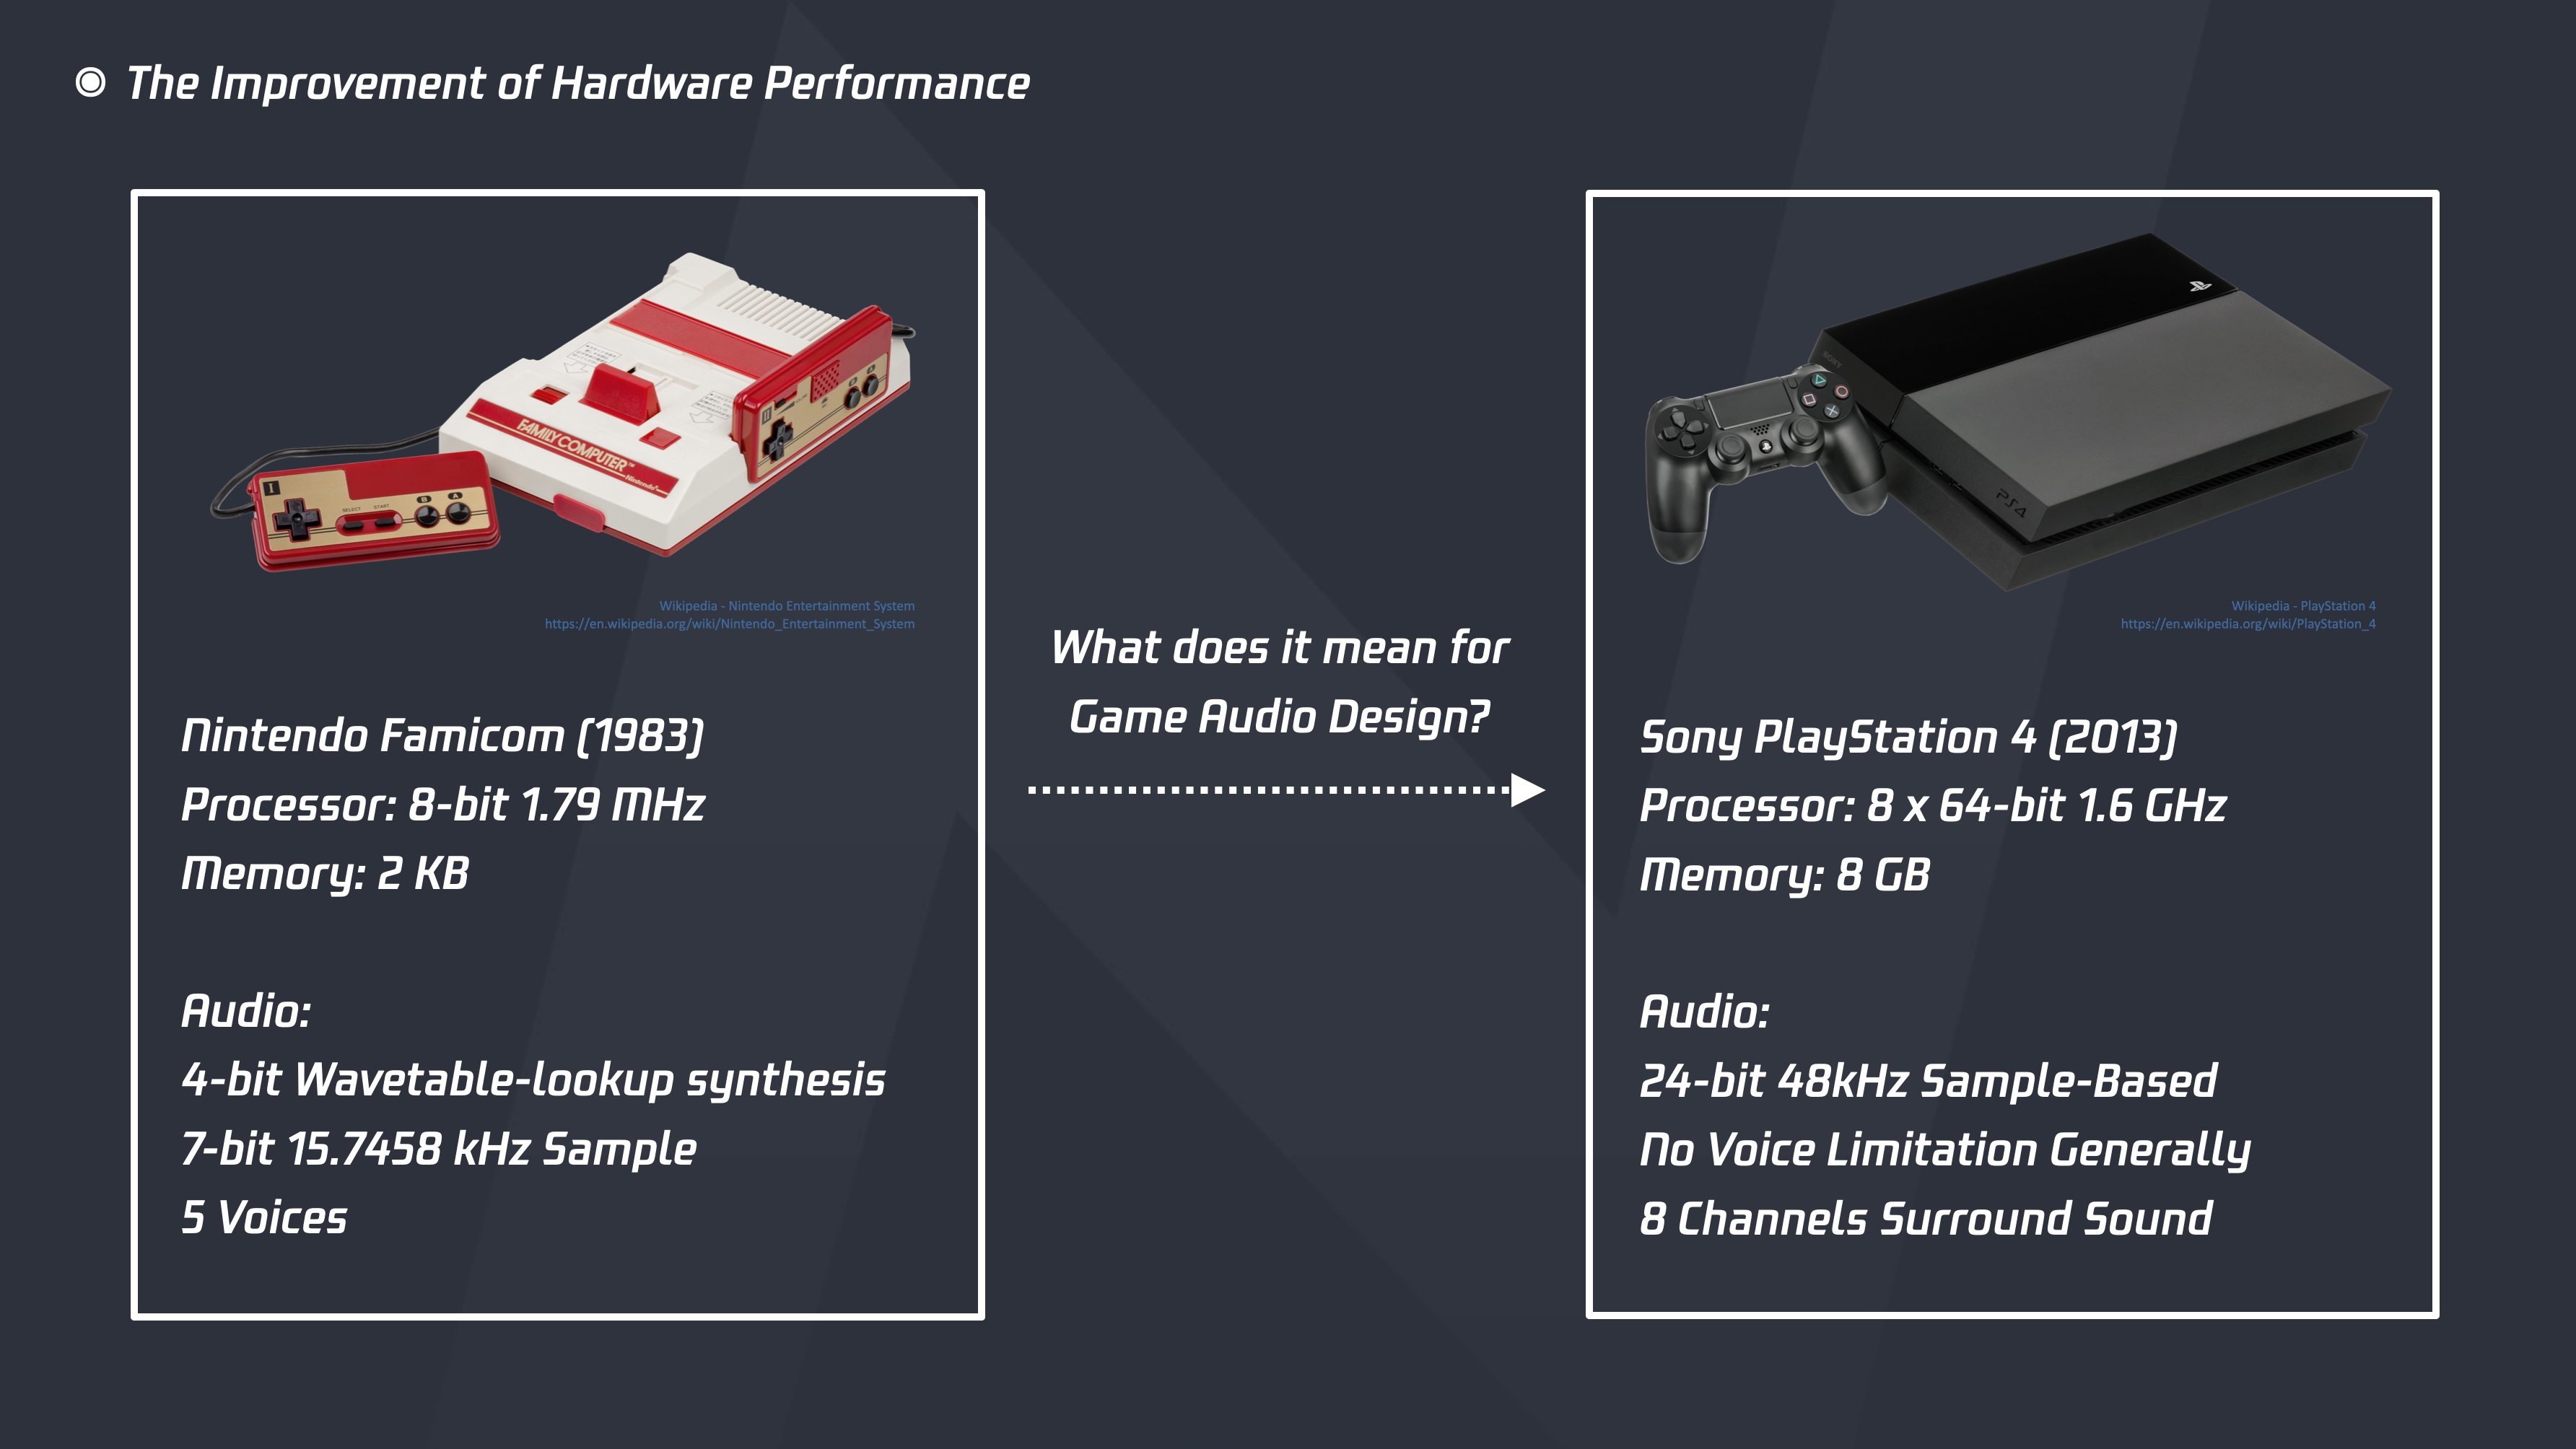 The Improvement of Hardware Performance
I
SELECT
START
B
A
FAMILY COMPUTER™
Nintendo
II
B
A
Wikipedia - Nintendo Entertainment System
https://en.wikipedia.org/wiki/Nintendo_Entertainment_System
Nintendo Famicom (1983)
Processor: 8-bit 1.79 MHz
Memory: 2 KB
Audio:
4-bit Wavetable-lookup synthesis
7-bit 15.7458 kHz Sample
5 Voices
What does it mean for
Game Audio Design?
SONY
PS4
Wikipedia - PlayStation 4
https://en.wikipedia.org/wiki/PlayStation_4
Sony PlayStation 4 (2013)
Processor: 8 x 64-bit 1.6 GHz
Memory: 8 GB
Audio:
24-bit 48kHz Sample-Based
No Voice Limitation Generally
8 Channels Surround Sound